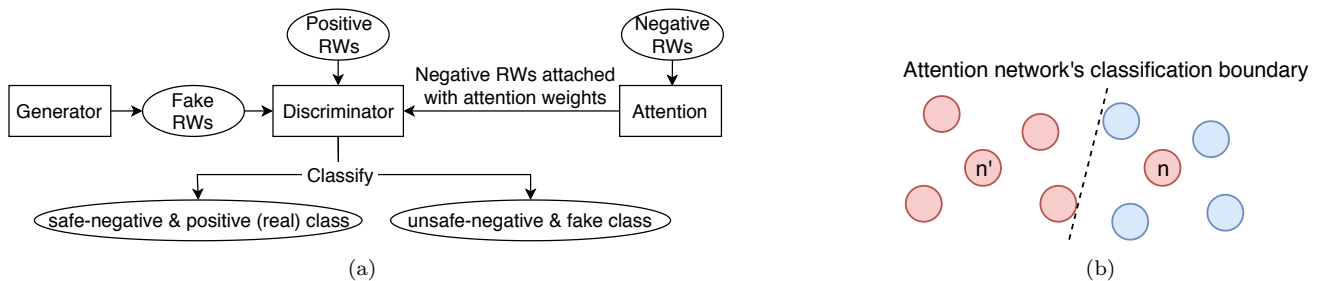 Positive
RWs
Negative
RWs
Generator
Fake
RWs
Discriminator
Negative RWs attached
with attention weights
Attention
Classify
safe-negative & positive (real) class
unsafe-negative & fake class
(a)
Attention network's classification boundary
n'
n
(b)